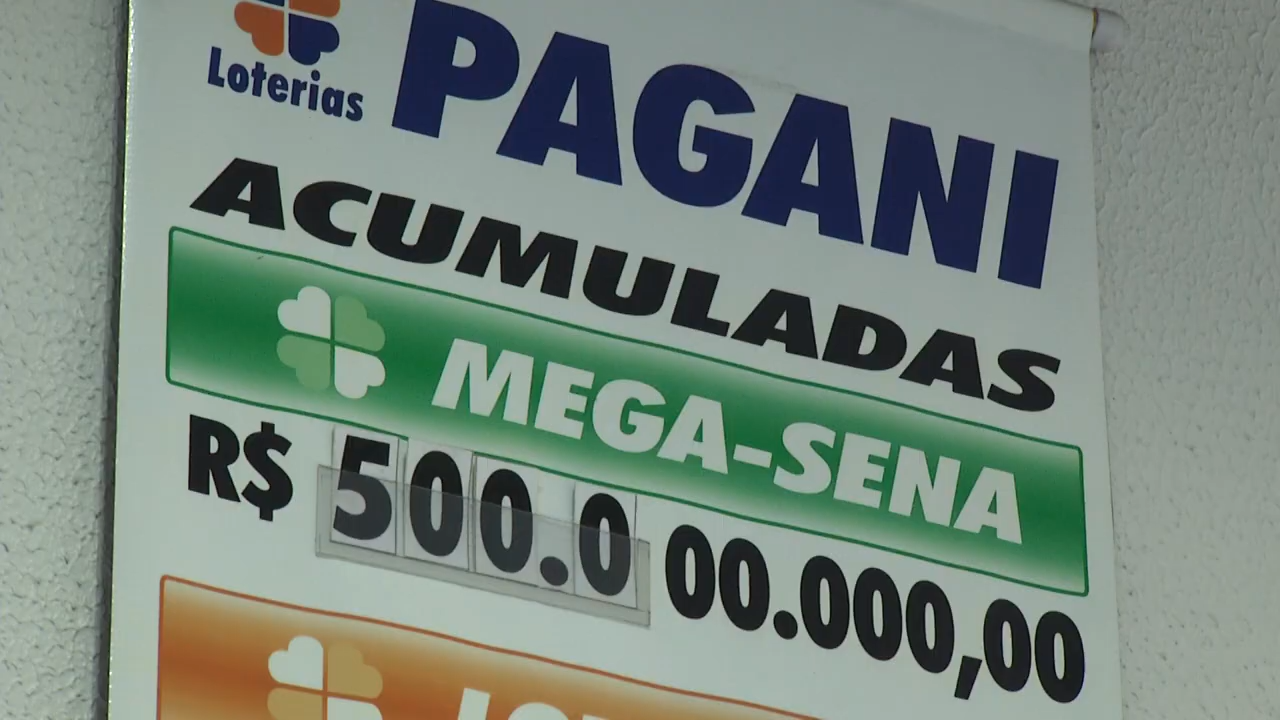 Loterias
PAGANI
ACUMULADAS
MEGA-SENA
R$ 500.000.000,00